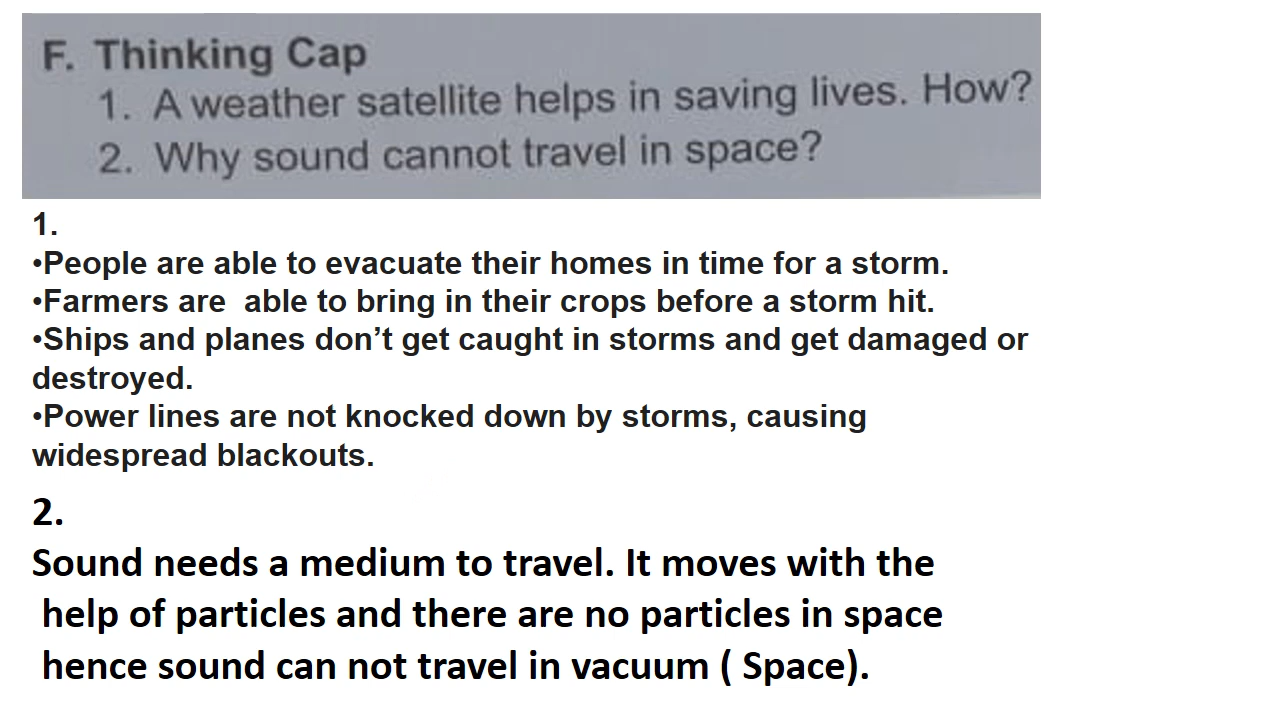 F. Thinking Cap
1. A weather satellite helps in saving lives. How?
2. Why sound cannot travel in space?
1.
•People are able to evacuate their homes in time for a storm.
•Farmers are  able to bring in their crops before a storm hit.
•Ships and planes don’t get caught in storms and get damaged or
destroyed.
•Power lines are not knocked down by storms, causing
widespread blackouts.
2.
Sound needs a medium to travel. It moves with the
help of particles and there are no particles in space
hence sound can not travel in vacuum ( Space).